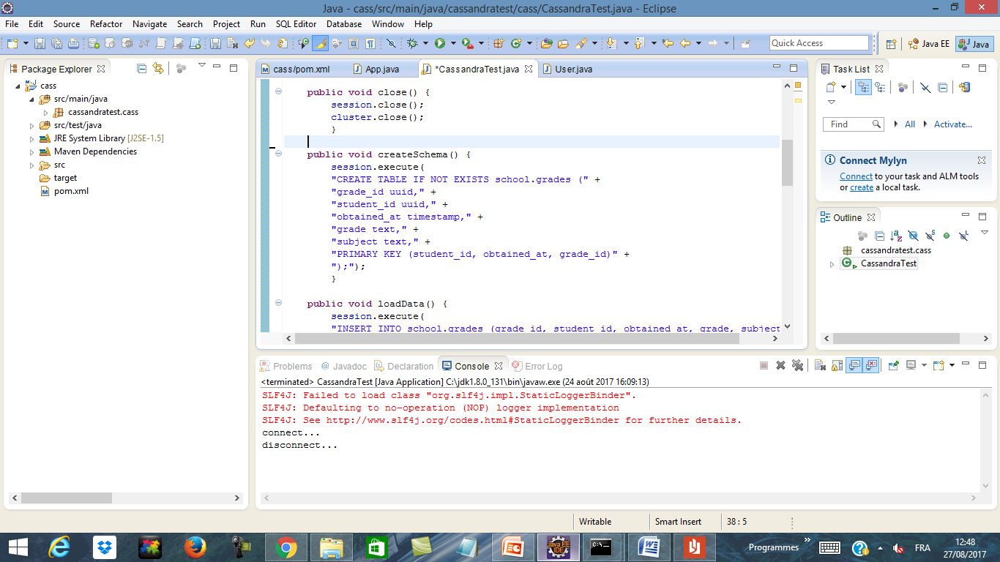 Java - cass/src/main/java/cassandratest/cass/CassandraTest.java - Eclipse
File Edit Source Refactor Navigate Search Project Run SQL Editor Database Window Help
Quick Access
Java EE
Java
Package Explorer
cass
src/main/java
cassandratest.cass
src/test/java
JRE System Library [J2SE-1.5]
Maven Dependencies
src
target
pom.xml
cass/pom.xml App.java *CassandraTest.java User.java
public void close() {
session.close();
cluster.close();
}
public void createSchema() {
session.execute(
"CREATE TABLE IF NOT EXISTS school.grades (" +
"grade_id uuid," +
"student_id uuid," +
"obtained_at timestamp," +
"grade text," +
"subject text," +
"PRIMARY KEY (student_id, obtained_at, grade_id)" +
");");
}
public void loadData() {
session.execute(
"INSERT INTO school.grades (grade_id, student_id, obtained_at, grade, subject
Task List
Find
All
Activate...
Connect Mylyn
Connect to your task and ALM tools
or create a local task.
Outline
cassandratest.cass
CassandraTest
Problems @ Javadoc Declaration Console Error Log
<terminated> CassandraTest [Java Application] C:\jdk1.8.0_131\bin\javaw.exe (24 août 2017 16:09:13)
SLF4J: Failed to load class "org.slf4j.impl.StaticLoggerBinder".
SLF4J: Defaulting to no-operation (NOP) logger implementation
SLF4J: See http://www.slf4j.org/codes.html#StaticLoggerBinder for further details.
connect...
disconnect...
Writable Smart Insert 38 : 5
Java EE
IDE
C:\_
Programmes
FRA
12:48
27/08/2017